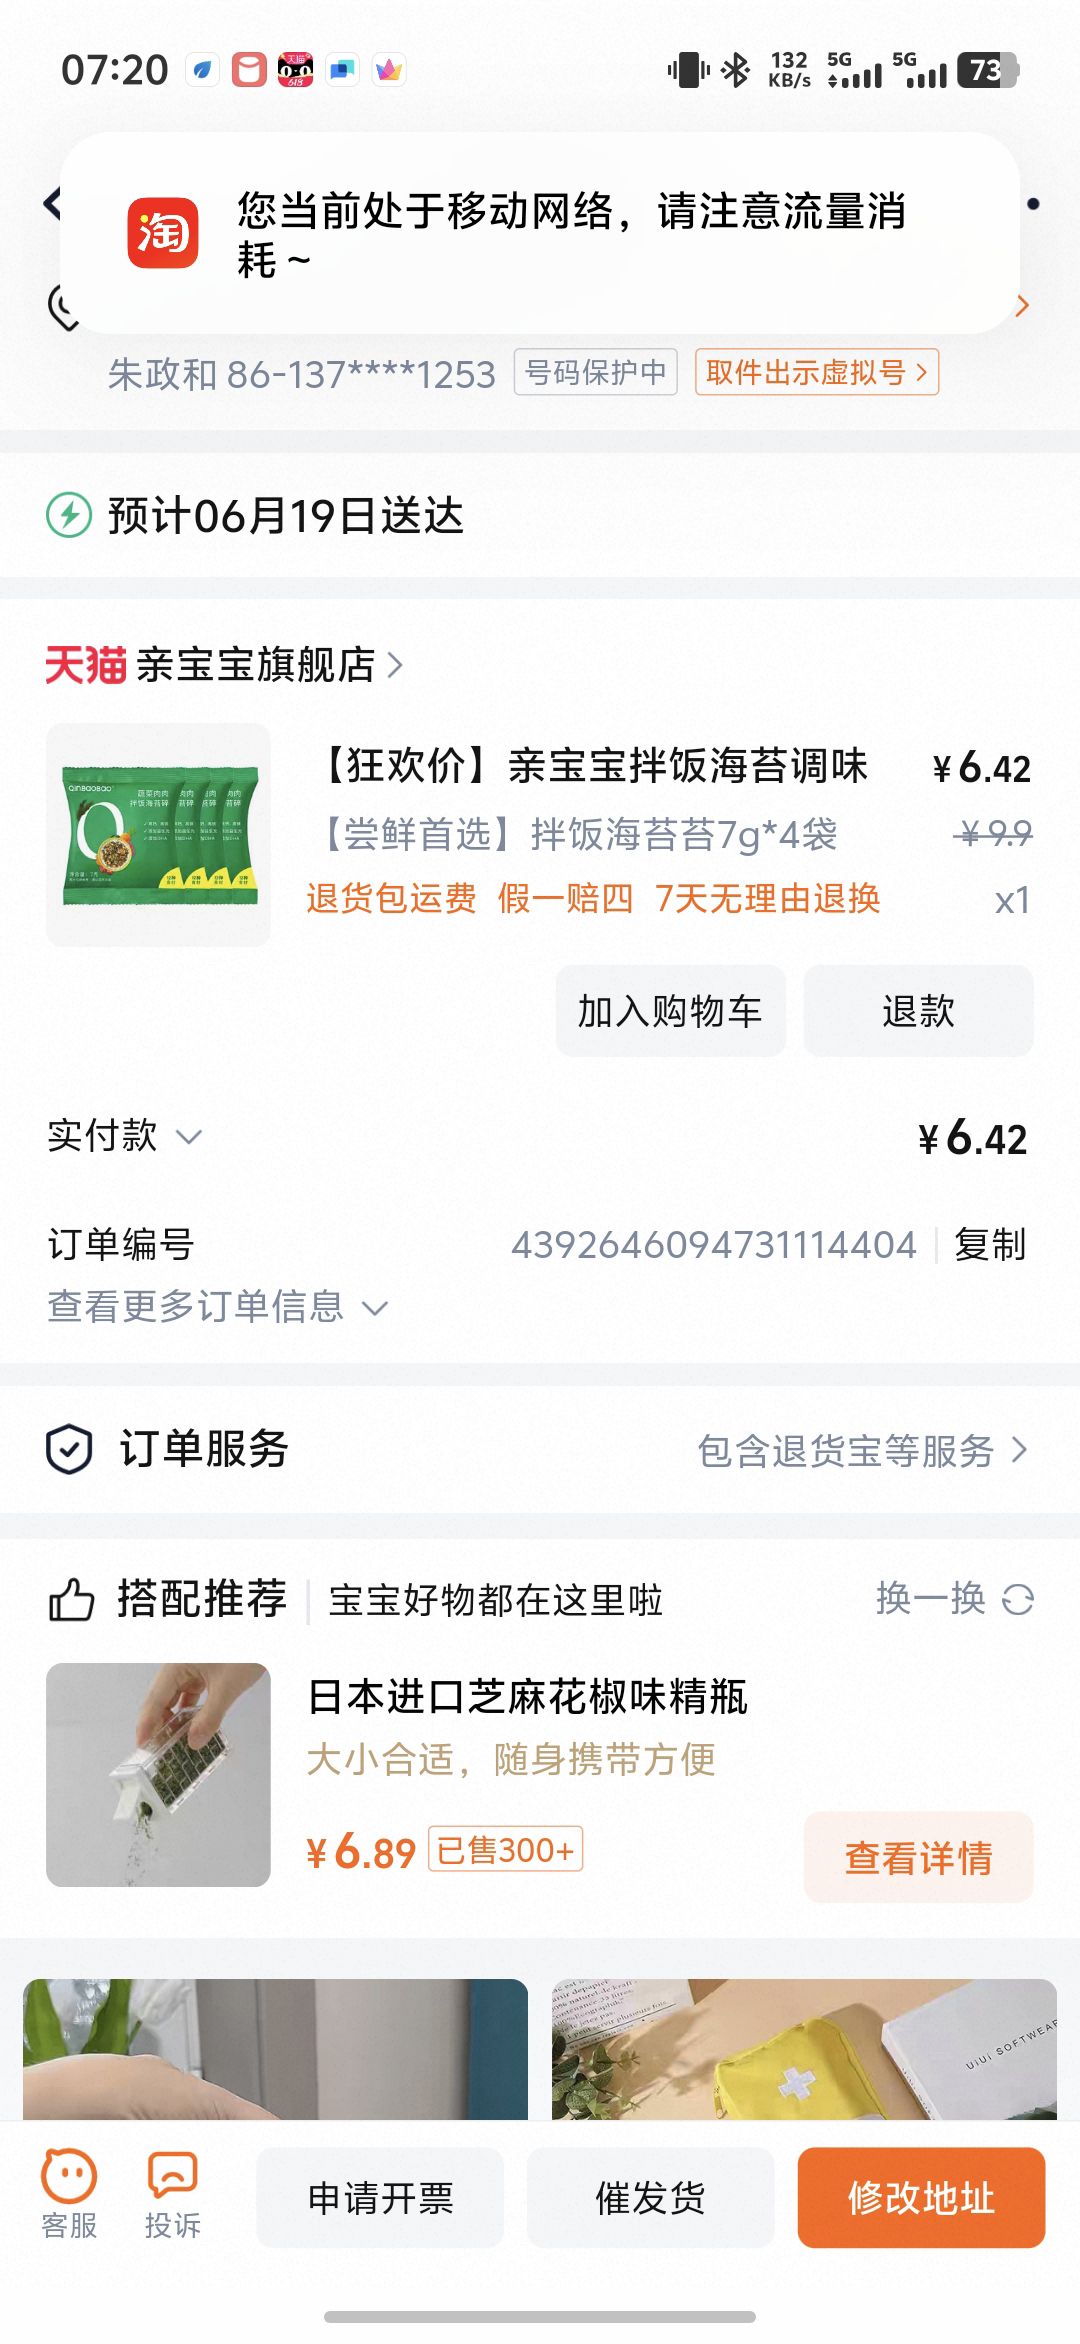 07:20
132
KB/s
5G
5G
73
淘
您当前处于移动网络，请注意流量消
耗～
朱政和 86-137****1253
号码保护中
取件出示虚拟号
预计06月19日送达
天猫 亲宝宝旗舰店
【狂欢价】亲宝宝拌饭海苔调味
¥6.42
【尝鲜首选】拌饭海苔苔7g*4袋
¥9.9
退货包运费 假一赔四 7天无理由退换
x1
加入购物车
退款
实付款
¥6.42
订单编号
4392646094731114404
复制
查看更多订单信息
订单服务
包含退货宝等服务
搭配推荐
宝宝好物都在这里啦
换一换
日本进口芝麻花椒味精瓶
大小合适，随身携带方便
¥6.89
已售300+
查看详情
UiUi SOFTWEAR
客服
投诉
申请开票
催发货
修改地址